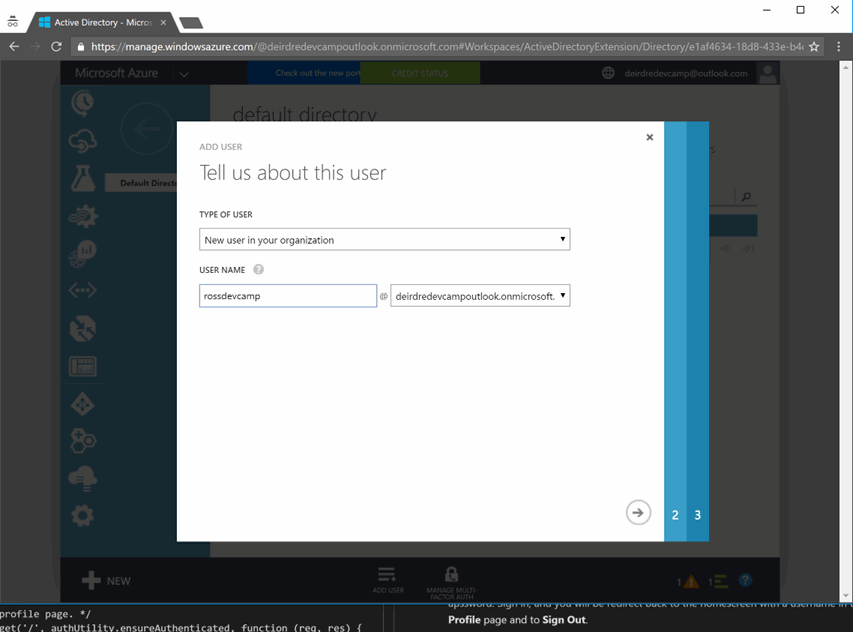 Active Directory - Micros
https://manage.windowsazure.com/@deirdredevcampoutlook.onmicrosoft.com#Workspaces/ActiveDirectoryExtension/Directory/e1af4634-18d8-433e-b4
Microsoft Azure
Check out the new por
CREDIT STATUS
deirdredevcamp@outlook.com
default directory
Default Directo
ADD USER
Tell us about this user
TYPE OF USER
New user in your organization
USER NAME ?
rossdevcamp @ deirdredevcampoutlook.onmicrosoft.
2 3
NEW
ADD USER
MANAGE MULTI-
FACTOR AUTH
1 1 ?
profile page. */
get('/', authUtility.ensureAuthenticated, function (req, res) {
Sign in, and you will be redirect back to the homescreen with a username in
Profile page and to Sign Out.